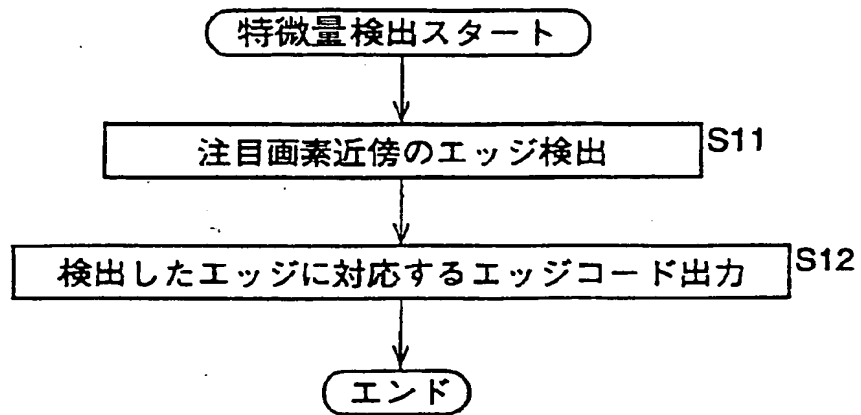 特徴量検出スタート
注目画素近傍のエッジ検出
S11
検出したエッジに対応するエッジコード出力
S12
エンド